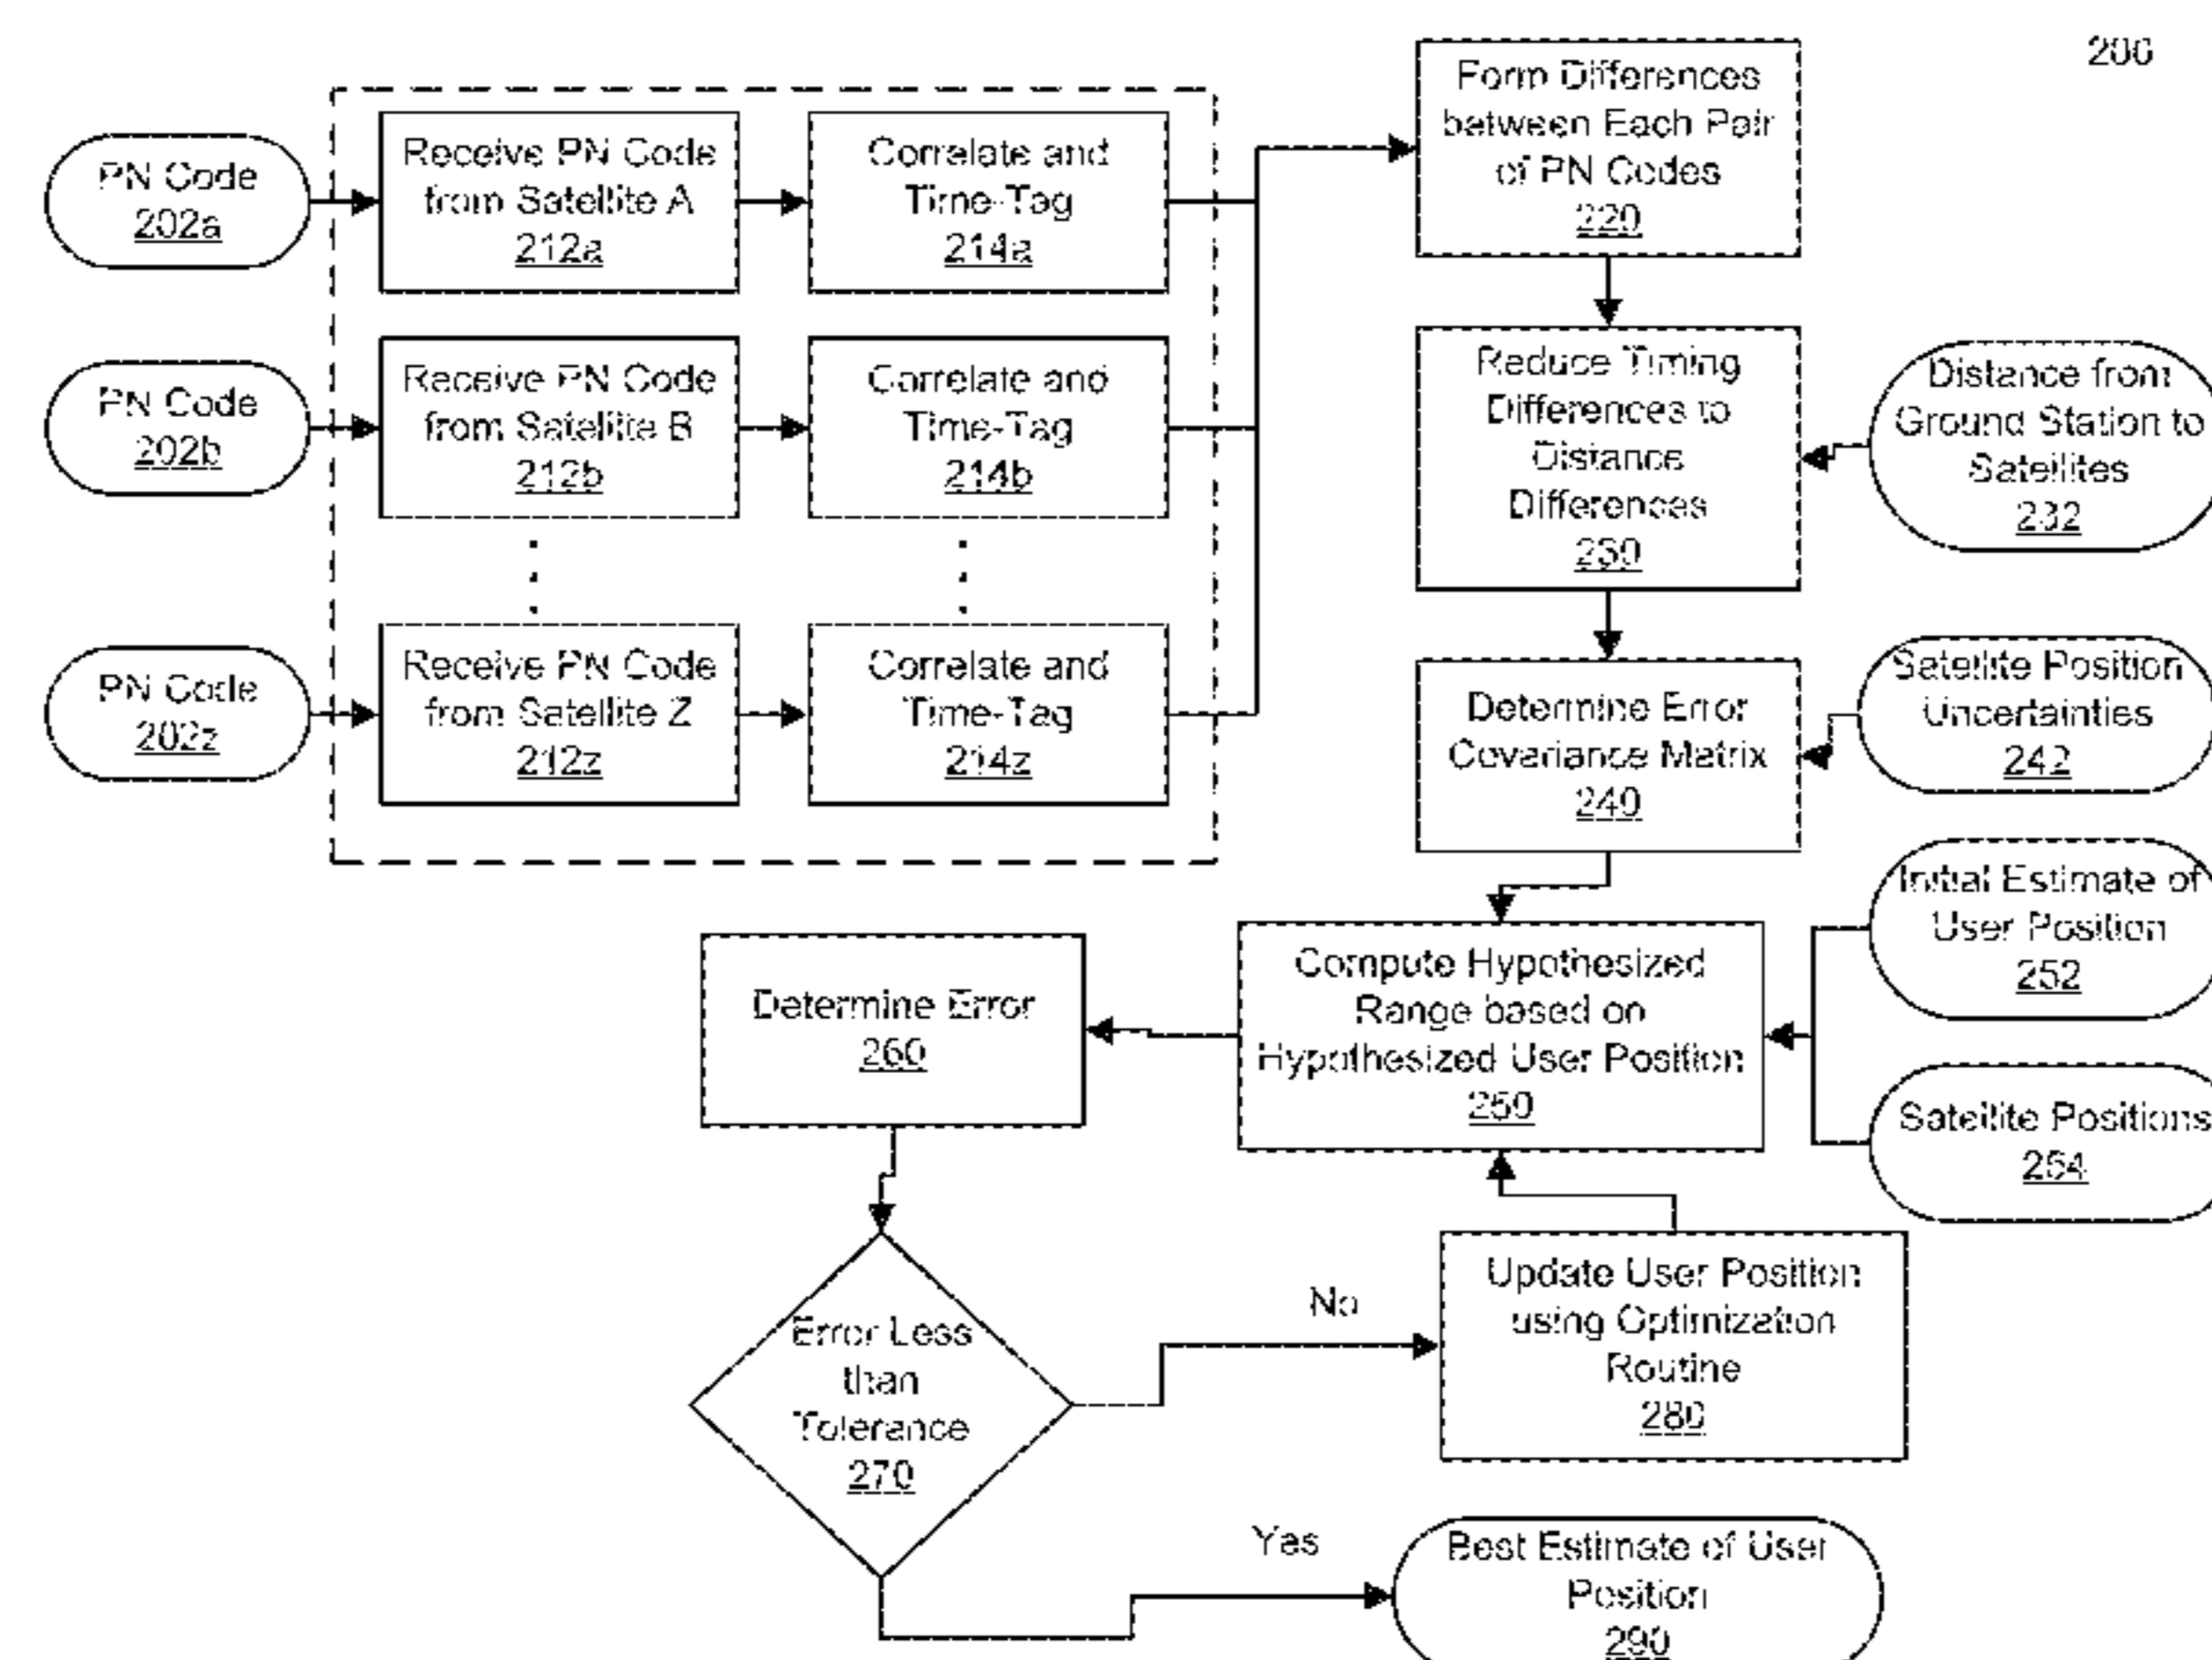 200
PN Code
202a
Receive PN Code
from Satellite A
212a
Correlate and
Time-Tag
214a
PN Code
202b
Receive PN Code
from Satellite B
212b
Correlate and
Time-Tag
214b
PN Code
202z
Receive PN Code
from Satellite Z
212z
Correlate and
Time-Tag
214z
Form Differences
between Each Pair
of PN Codes
220
Reduce Timing
Differences to
Distance
Differences
230
Distance from
Ground Station to
Satellites
232
Determine Error
Covariance Matrix
240
Satellite Position
Uncertainties
242
Compute Hypothesized
Range based on
Hypothesized User Position
250
Initial Estimate of
User Position
252
Satellite Positions
254
Determine Error
260
Error Less
than
Tolerance
270
No
Update User Position
using Optimization
Routine
280
Yes
Best Estimate of User
Position
290